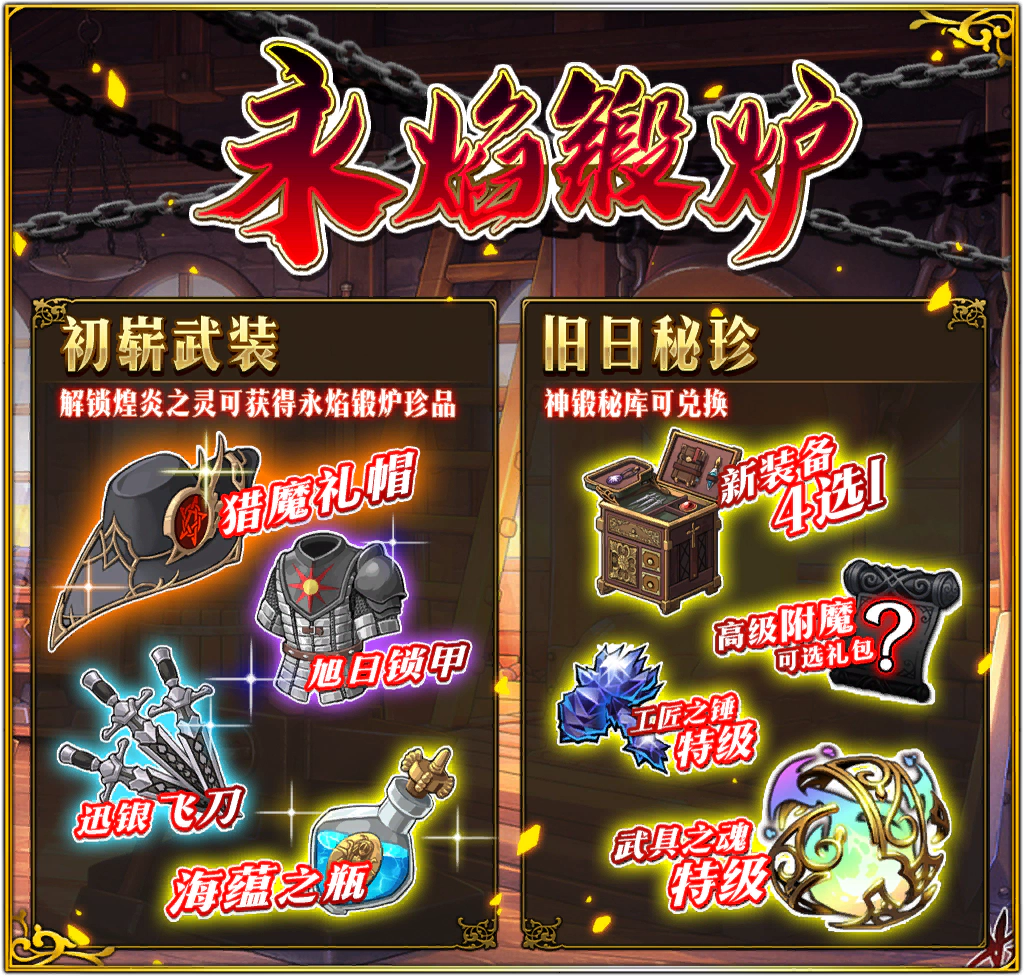 永焰锻炉
初崭武装
解锁煌炎之灵可获得永焰锻炉珍品
猎魔礼帽
旭日锁甲
迅银飞刀
海蕴之瓶
旧日秘珍
神锻秘库可兑换
新装备
4选1
高级附魔
可选礼包
?
工匠之锤
特级
武具之魂
特级